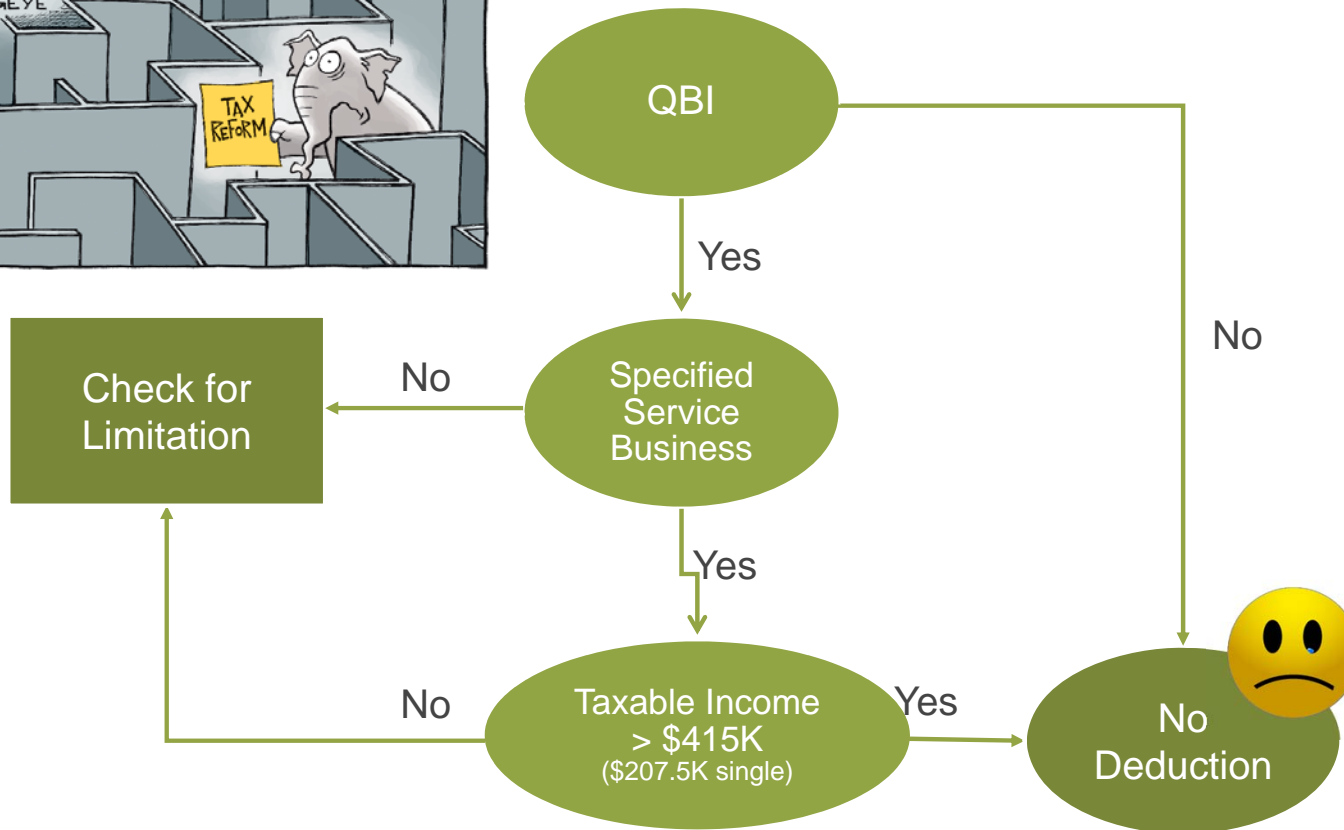 TAX
REFORM
QBI
Yes
No
Check for
Limitation
No
Specified
Service
Business
Yes
No
Taxable Income
> $415K
($207.5K single)
Yes
No
Deduction